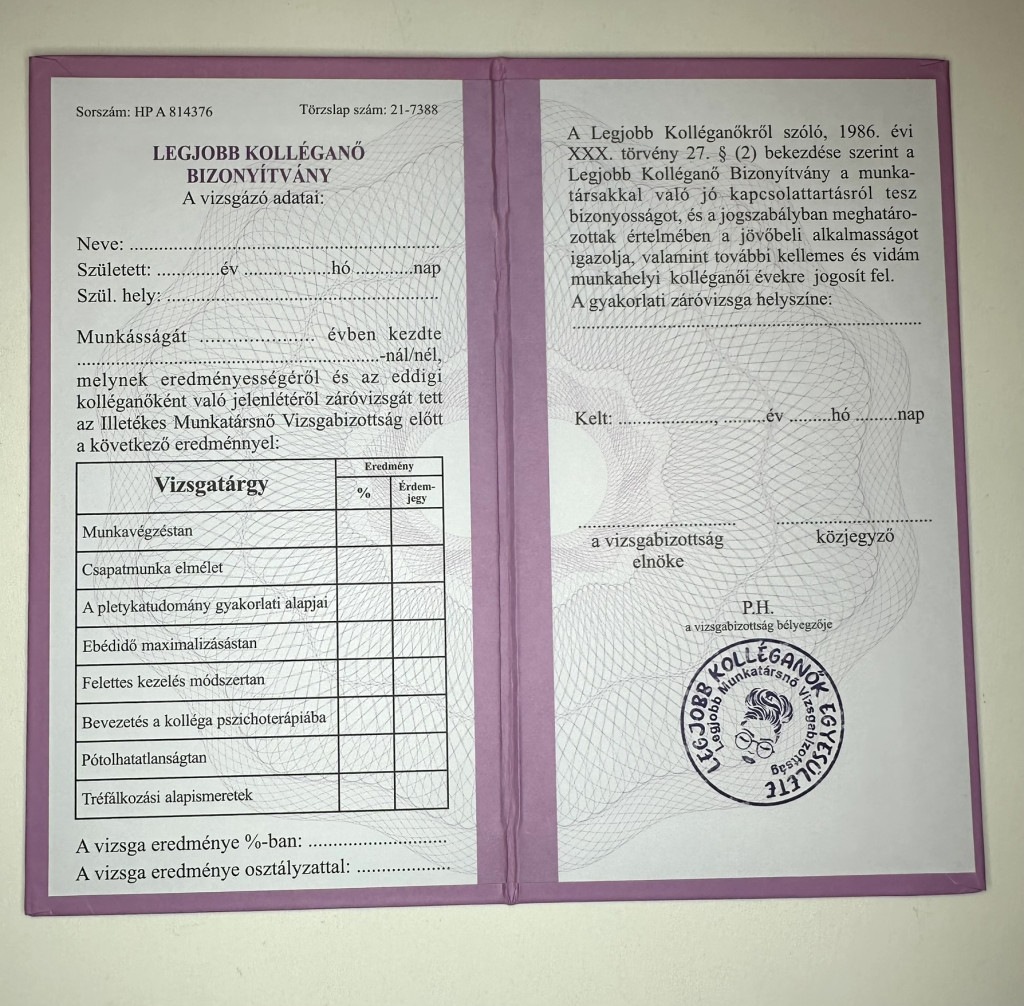 Sorszám: HP A 814376
Törzslap szám: 21-7388
LEGJOBB KOLLÉGANŐ
BIZONYÍTVÁNY
A vizsgázó adatai:
Neve: ..................................................
Született: ............év ................hó ...........nap
Szül. hely: ..................................................
Munkásságát ..................... évben kezdte
..........................................................-nál/nél,
melynek eredményességéről és az eddigi
kolléganőként való jelenlétéről záróvizsgát tett
az Illetékes Munkatársnő Vizsgabizottság előtt
a következő eredménnyel:
Vizsgatárgy
Eredmény
%
Érdem-
jegy
Munkavégzéstan
Csapatmunka elmélet
A pletykatudomány gyakorlati alapjai
Ebédidő maximalizásástan
Felettes kezelés módszertan
Bevezetés a kolléga pszichoterápiába
Pótolhatatlanságtan
Tréfálkozási alapismeretek
A vizsga eredménye %-ban: ..........................
A vizsga eredménye osztályzattal: ..................
A Legjobb Kolléganőkről szóló, 1986. évi
XXX. törvény 27. § (2) bekezdése szerint a
Legjobb Kolléganő Bizonyítvány a munka-
társakkal való jó kapcsolattartásról tesz
bizonyosságot, és a jogszabályban meghatáro-
zottak értelmében a jövőbeli alkalmasságot
igazolja, valamint további kellemes és vidám
munkahelyi kolléganői évekre jogosít fel.
A gyakorlati záróvizsga helyszíne:
..................................................................
Kelt: ...................., .........év .........hó .........nap
a vizsgabizottság
elnöke
közjegyző
P.H.
a vizsgabizottság bélyegzője
LEGJOBB KOLLÉGANŐK EGYESÜLETE
Legjobb Munkatársnő Vizsgabizottság